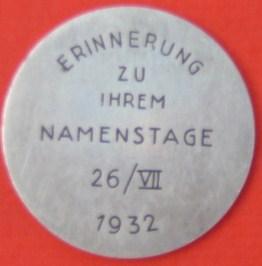 ERINNERUNG
ZU
IHREM
NAMENSTAGE
26/VII
1932